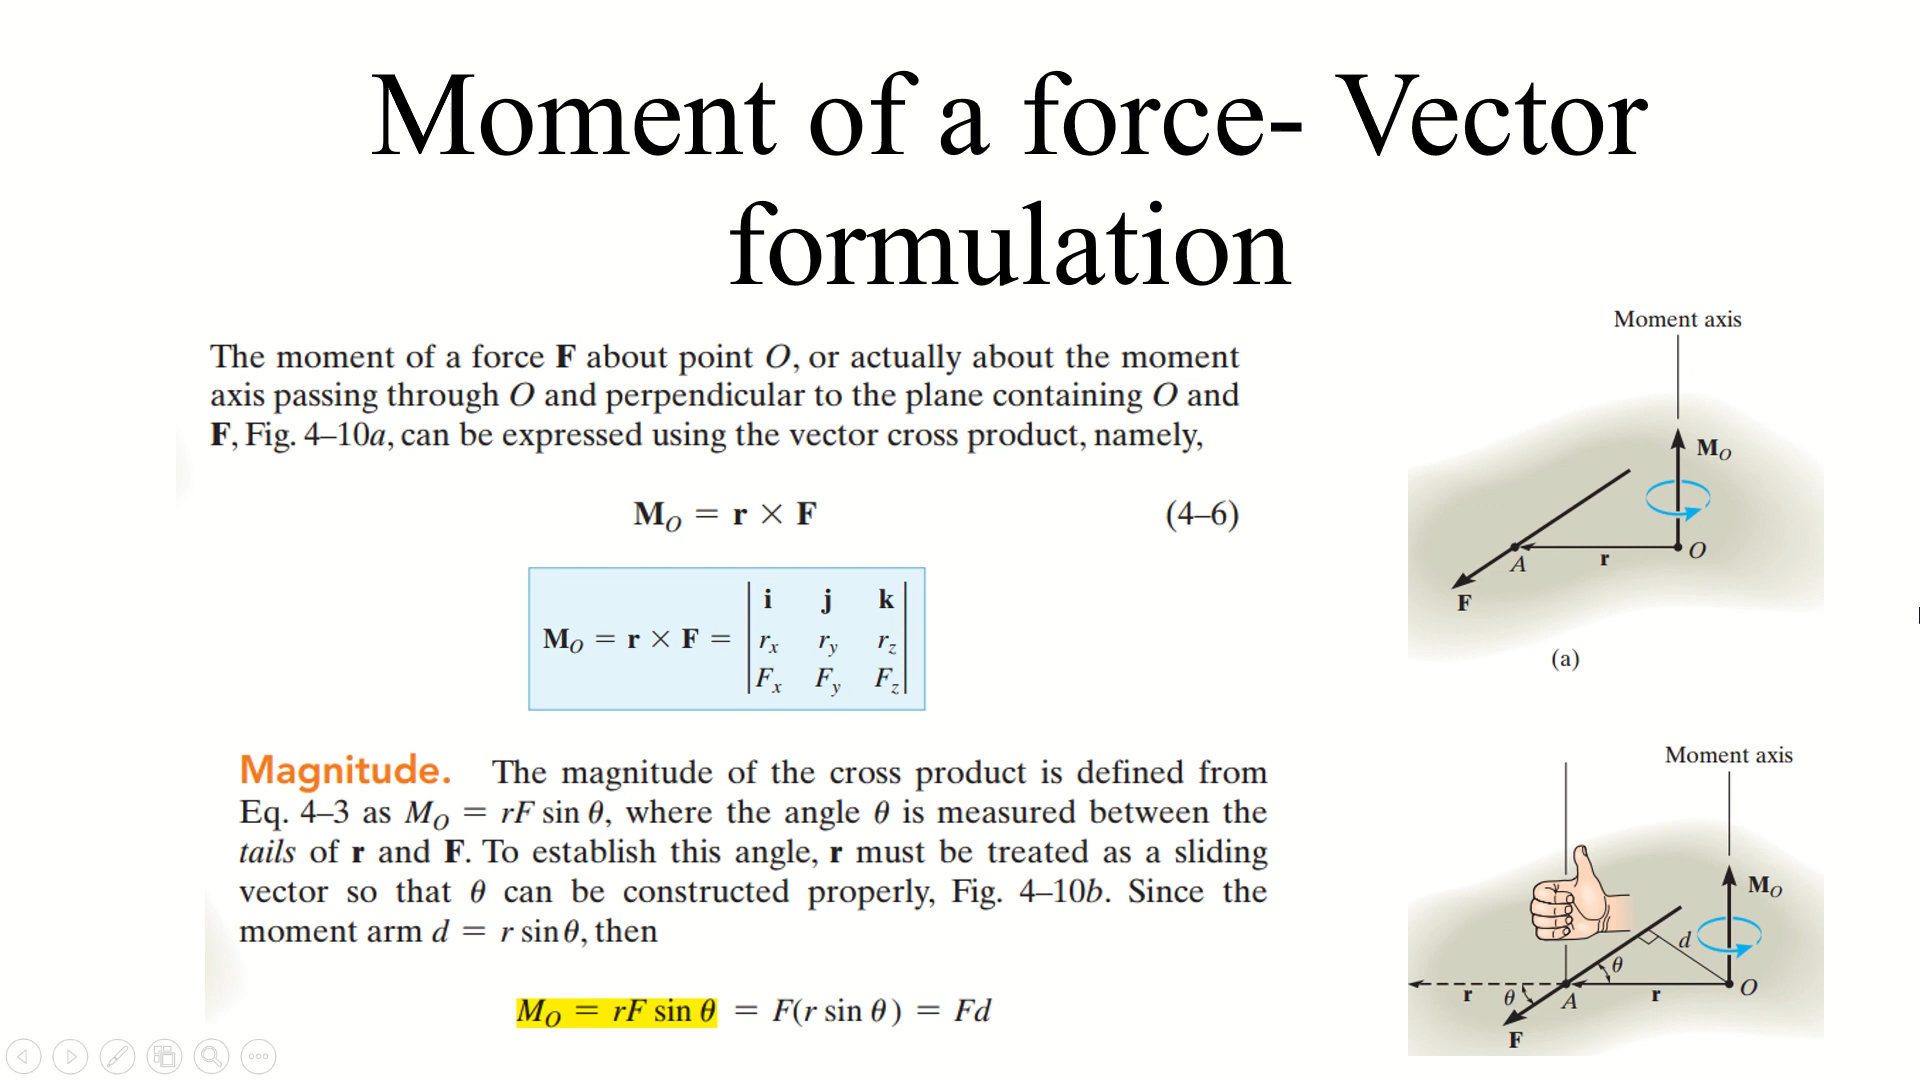 Moment of a force- Vector
formulation
The moment of a force F about point O, or actually about the moment
axis passing through O and perpendicular to the plane containing O and
F, Fig. 4–10a, can be expressed using the vector cross product, namely,
M_O = r × F (4–6)
M_O = r × F = | i j k |
| r_x r_y r_z |
| F_x F_y F_z |
Magnitude. The magnitude of the cross product is defined from
Eq. 4–3 as M_O = rF sin θ, where the angle θ is measured between the
tails of r and F. To establish this angle, r must be treated as a sliding
vector so that θ can be constructed properly, Fig. 4–10b. Since the
moment arm d = r sin θ, then
M_O = rF sin θ = F(r sin θ) = Fd
Moment axis
M_O
O
A
r
F
(a)
Moment axis
M_O
d
θ
O
r
θ
A
r
F